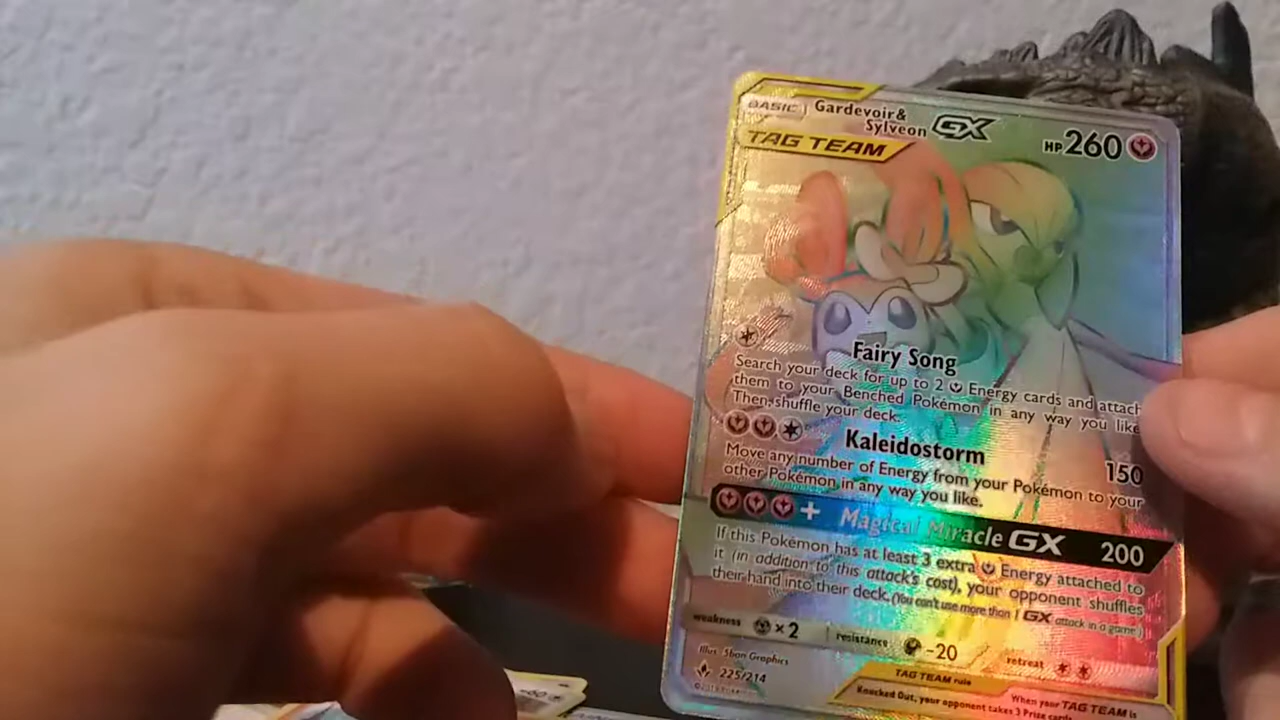 BASIC Gardevoir&
Sylveon GX HP260
TAG TEAM
Fairy Song
Search your deck for up to 2 Energy cards and attach
them to your Benched Pokémon in any way you like.
Then, shuffle your deck.
Kaleidostorm 150
Move any number of Energy from your Pokémon to your
other Pokémon in any way you like.
+ Magical Miracle GX 200
If this Pokémon has at least 3 extra Energy attached to
it (in addition to this attack's cost), your opponent shuffles
their hand into their deck. (You can't use more than 1 GX attack in a game.)
weakness ×2 resistance -20 retreat
Illus. 5ban Graphics
225/214
TAG TEAM rule
When your TAG TEAM is
Knocked Out, your opponent takes 3 Prize cards